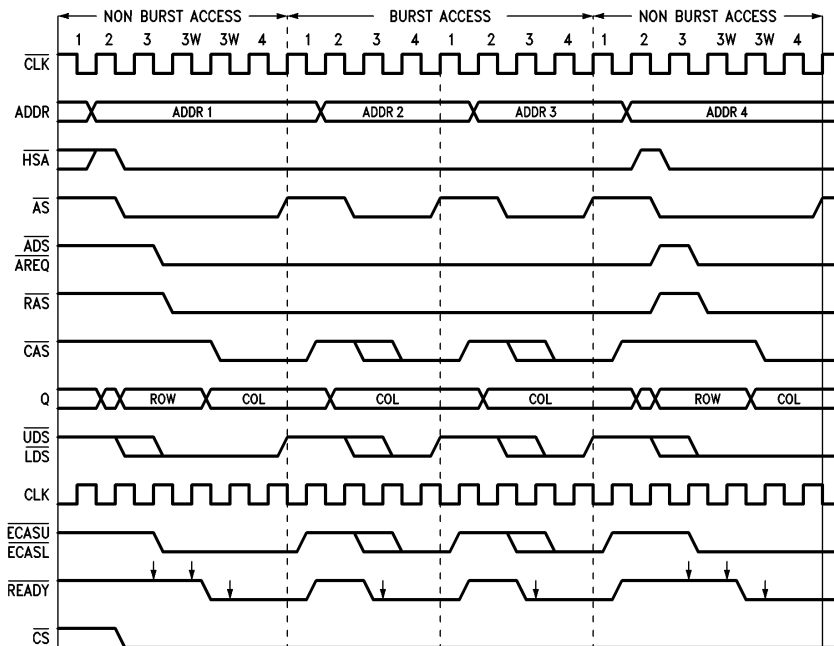 NON BURST ACCESS BURST ACCESS NON BURST ACCESS
1 2 3 3W 3W 4 1 2 3 4 1 2 3 4 1 2 3 3W 3W 4
CLK
ADDR ADDR 1 ADDR 2 ADDR 3 ADDR 4
HSA
AS
ADS
AREQ
RAS
CAS
Q ROW COL COL COL ROW COL
UDS
LDS
CLK
ECASU
ECASL
READY
CS